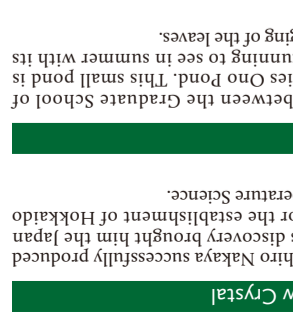 w Crystal
hiro Nakaya successfully produced
s discovery brought him the Japan
or the establishment of Hokkaido
erature Science.
between the Graduate School of
ies Ono Pond. This small pond is
unning to see in summer with its
ging of the leaves.